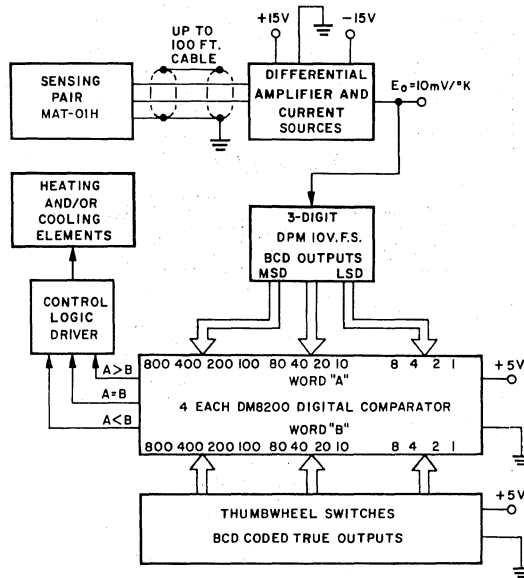 UP TO
100 FT.
CABLE
+15V
-15V
SENSING
PAIR
MAT-01H
DIFFERENTIAL
AMPLIFIER AND
CURRENT
SOURCES
Eo=10mV/°K
HEATING
AND/OR
COOLING
ELEMENTS
3-DIGIT
DPM 10V. F.S.
BCD OUTPUTS
MSD LSD
CONTROL
LOGIC
DRIVER
A>B
A=B
A<B
800 400 200 100 80 40 20 10 8 4 2 1
WORD "A"
4 EACH DM8200 DIGITAL COMPARATOR
WORD "B"
800 400 200 100 80 40 20 10 8 4 2 1
+5V
THUMBWHEEL SWITCHES
BCD CODED TRUE OUTPUTS
+5V